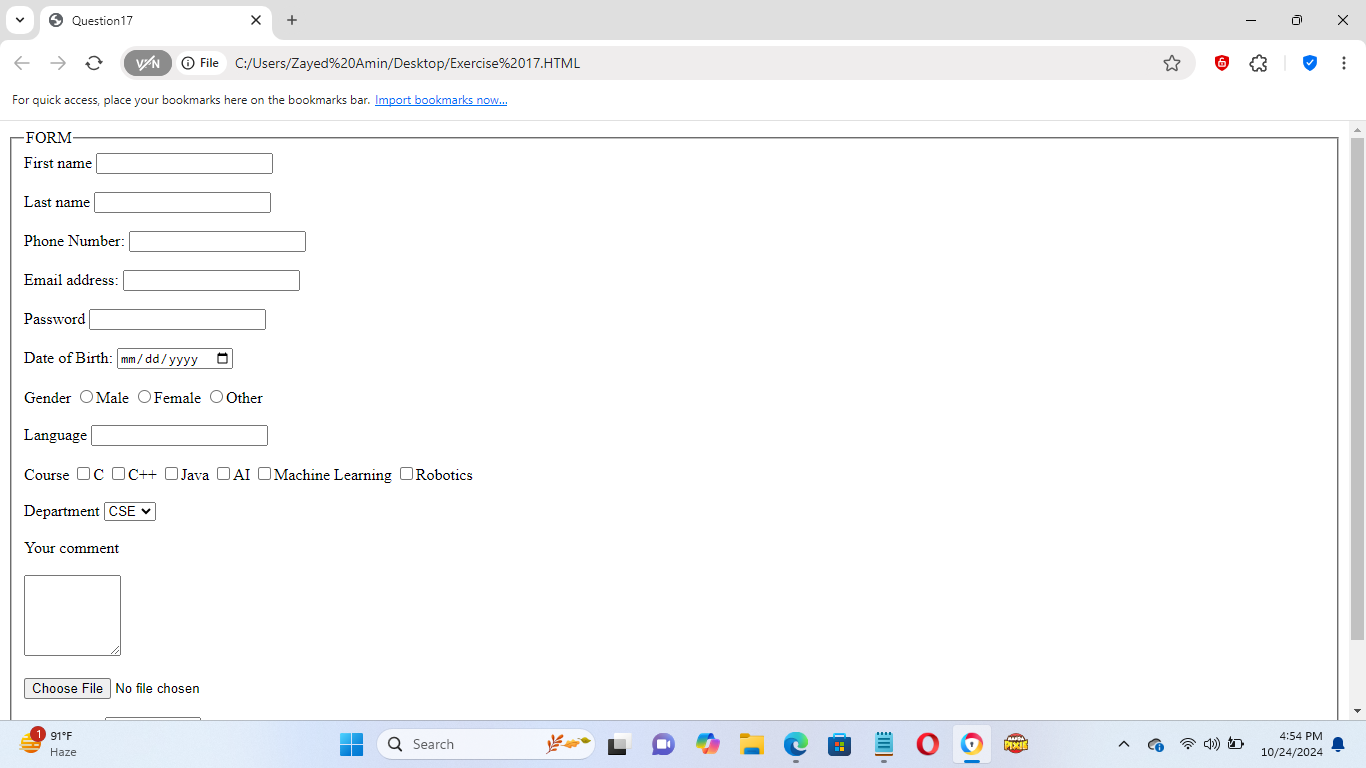 Question17
VPN File C:/Users/Zayed%20Amin/Desktop/Exercise%2017.HTML
For quick access, place your bookmarks here on the bookmarks bar. Import bookmarks now...
FORM
First name
Last name
Phone Number:
Email address:
Password
Date of Birth: mm/dd/yyyy
Gender Male Female Other
Language
Course C C++ Java AI Machine Learning Robotics
Department CSE
Your comment
Choose File No file chosen
1 91°F
Haze
Search
PIXIE
4:54 PM
10/24/2024